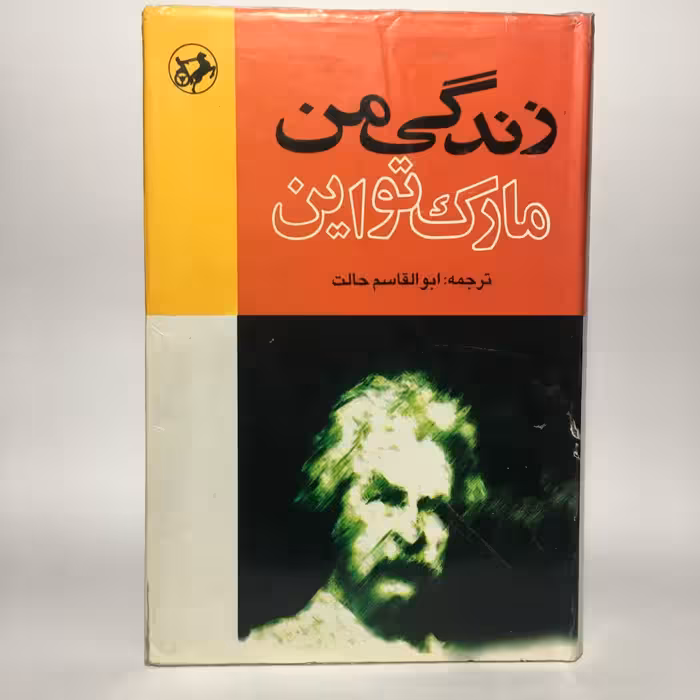 زندگی من
مارک تواین
ترجمه: ابوالقاسم حالت